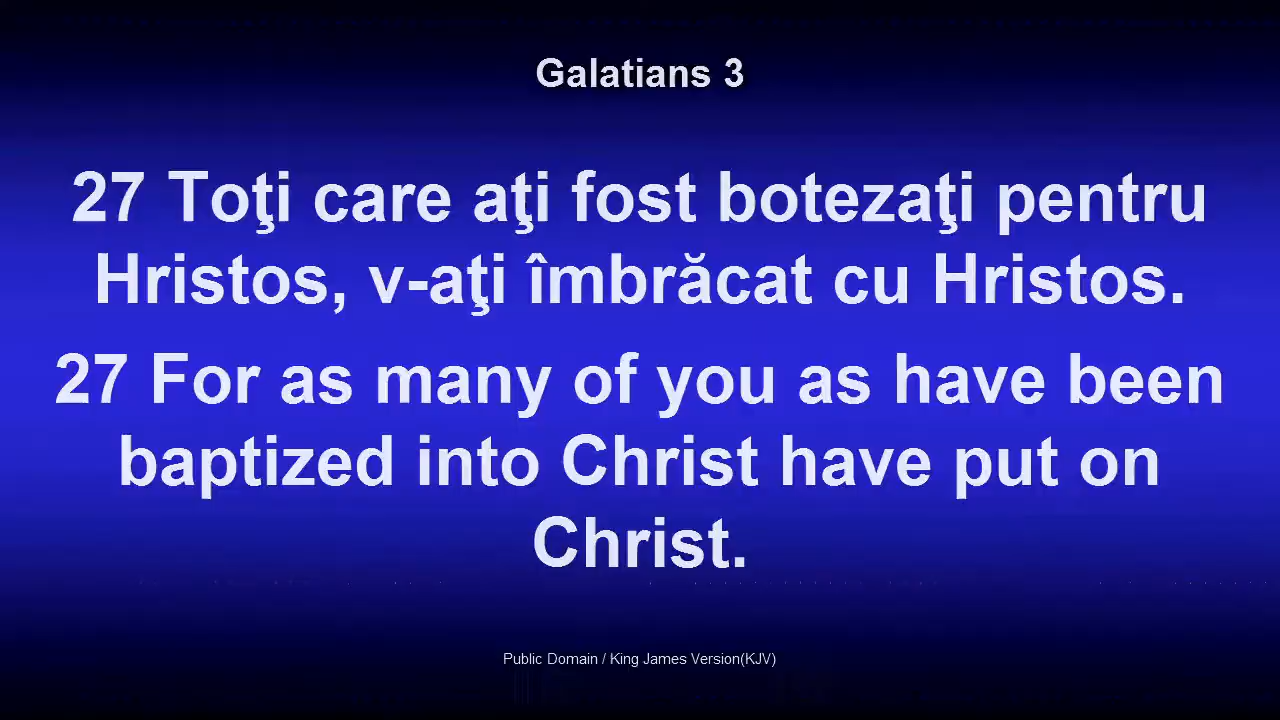 Galatians 3
27 Toţi care aţi fost botezaţi pentru
Hristos, v-aţi îmbrăcat cu Hristos.
27 For as many of you as have been
baptized into Christ have put on
Christ.
Public Domain / King James Version(KJV)